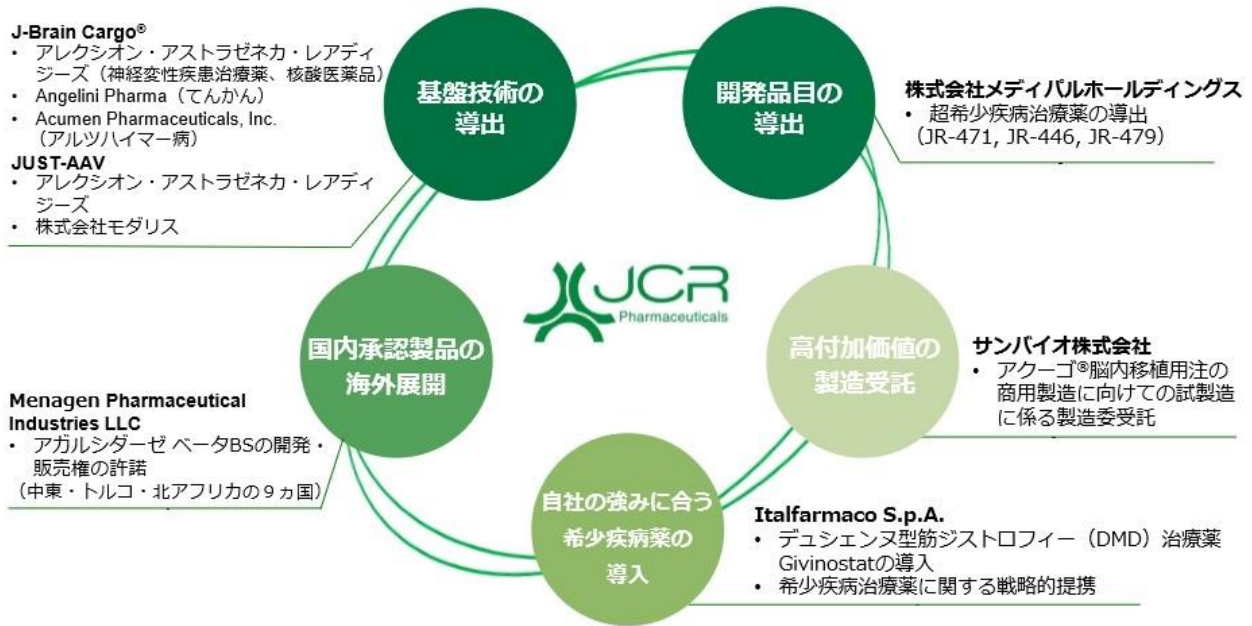 J-Brain Cargo®
• アレクシオン・アストラゼネカ・レアディ
ジーズ（神経変性疾患治療薬、核酸医薬品）
• Angelini Pharma（てんかん）
• Acumen Pharmaceuticals, Inc.
（アルツハイマー病）
JUST-AAV
• アレクシオン・アストラゼネカ・レアディ
ジーズ
• 株式会社モダリス
基盤技術の
導出
開発品目の
導出
株式会社メディパルホールディングス
• 超希少疾病治療薬の導出
（JR-471, JR-446, JR-479）
JCR
Pharmaceuticals
国内承認製品の
海外展開
高付加価値の
製造受託
サンバイオ株式会社
• アクーゴ®脳内移植用注の
商用製造に向けての試製造
に係る製造委受託
Menagen Pharmaceutical
Industries LLC
• アガルシダーゼ ベータBSの開発・
販売権の許諾
（中東・トルコ・北アフリカの９ヵ国）
自社の強みに合う
希少疾病薬の
導入
Italfarmaco S.p.A.
• デュシェンヌ型筋ジストロフィー（DMD）治療薬
Givinostatの導入
• 希少疾病治療薬に関する戦略的提携